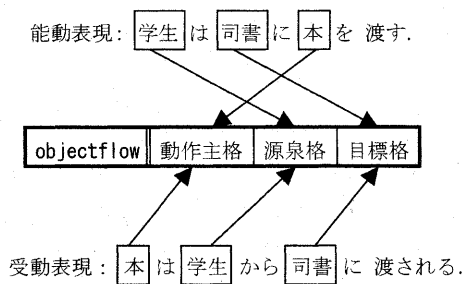 能動表現: 学生 は 司書 に 本 を 渡す.
objectflow 動作主格 源泉格 目標格
受動表現: 本 は 学生 から 司書 に 渡される.